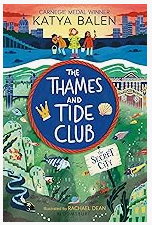 CARNEGIE MEDAL WINNER
KATYA BALEN
THE
THAMES
AND
TIDE
CLUB
THE
SECRET
CITY
Illustrated by RACHAEL DEAN